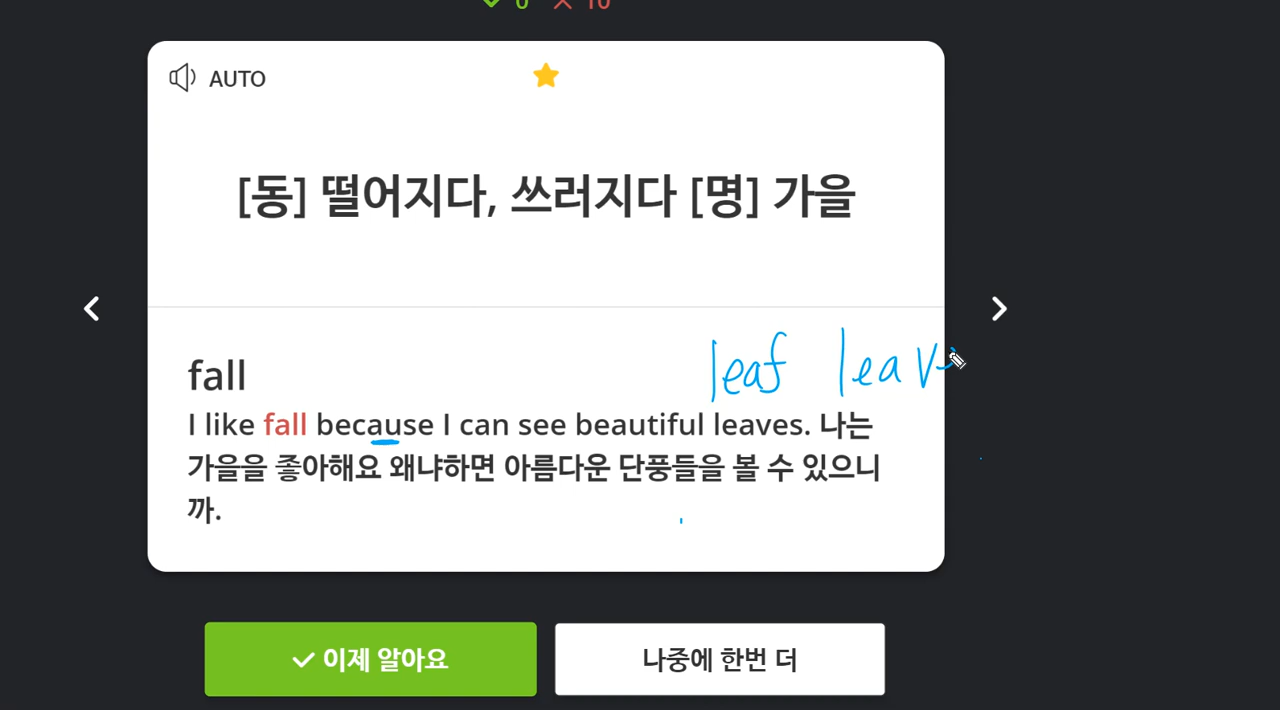 AUTO
[동] 떨어지다, 쓰러지다 [명] 가을
leaf leav
fall
I like fall because I can see beautiful leaves. 나는
가을을 좋아해요 왜냐하면 아름다운 단풍들을 볼 수 있으니
까.
이제 알아요 나중에 한번 더